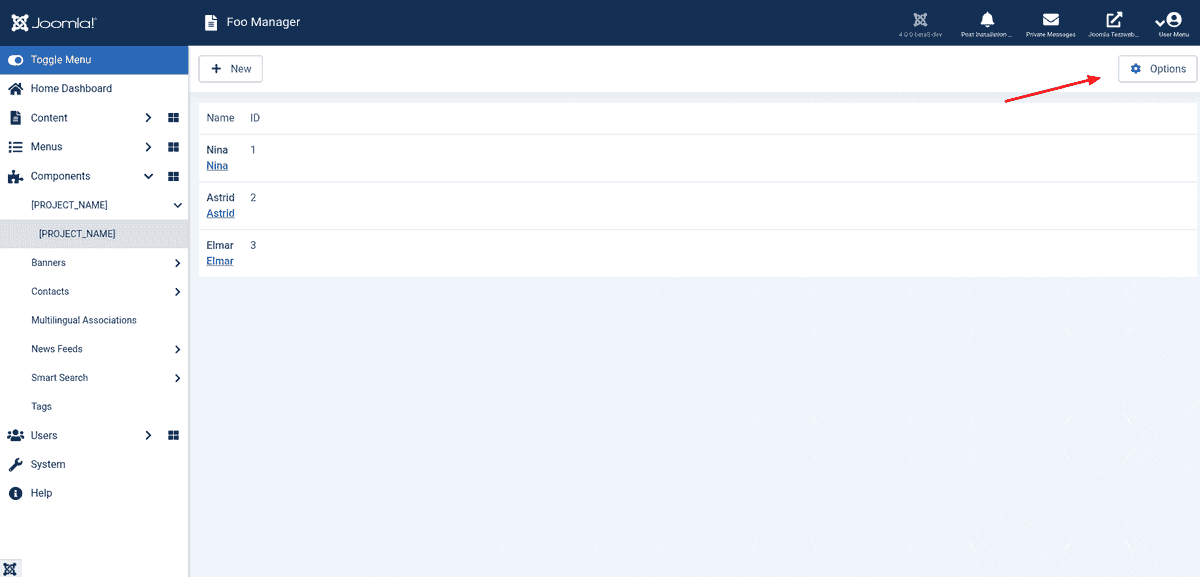 Joomla!®
Foo Manager
4.0.0-beta8-dev
Post Installation ...
Private Messages
Joomla Testweb...
User Menu
Toggle Menu
New
Options
Home Dashboard
Content
Menus
Components
[PROJECT_NAME]
[PROJECT_NAME]
Banners
Contacts
Multilingual Associations
News Feeds
Smart Search
Tags
Users
System
Help
Name ID
Nina 1
Nina
Astrid 2
Astrid
Elmar 3
Elmar